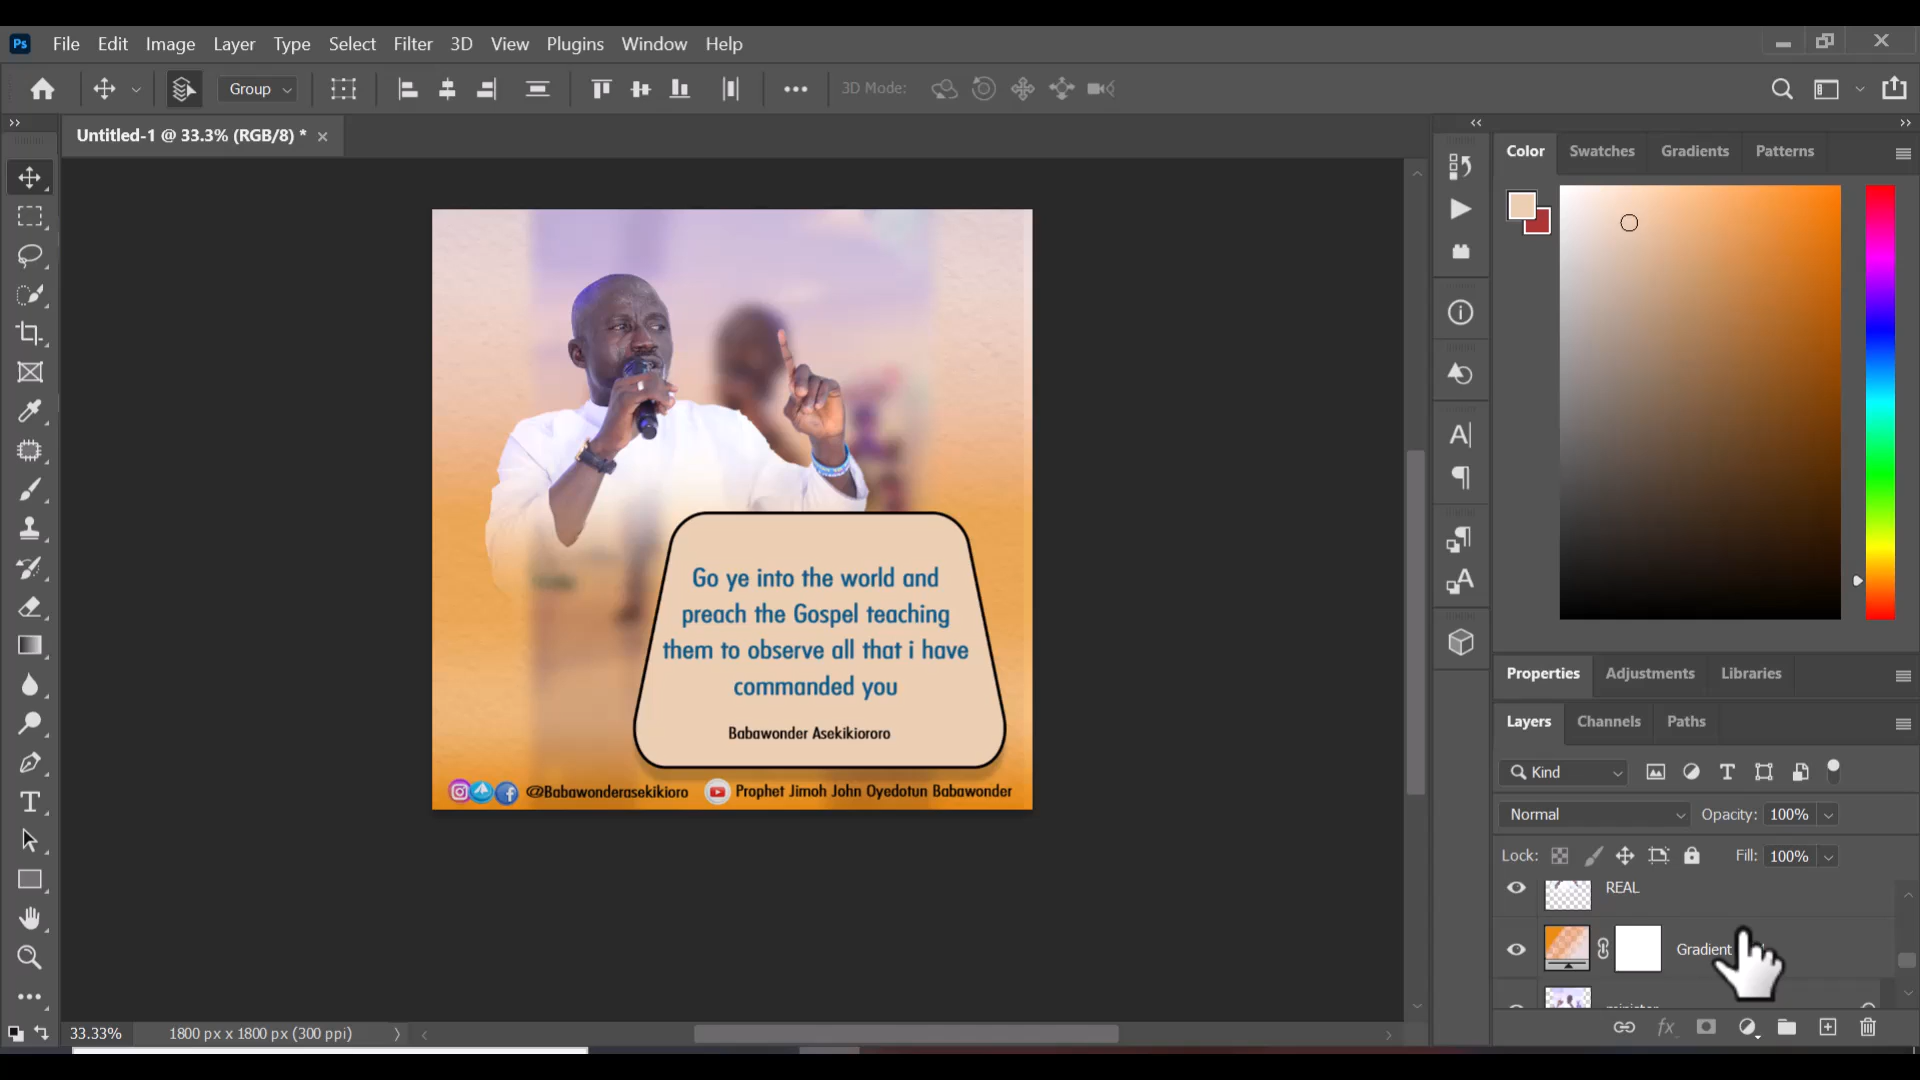 Ps File Edit Image Layer Type Select Filter 3D View Plugins Window Help
Group 3D Mode:
Untitled-1 @ 33.3% (RGB/8) *
Color Swatches Gradients Patterns
Go ye into the world and
preach the Gospel teaching
them to observe all that i have
commanded you
Babawonder Asekikiororo
@Babawonderasekikioro Prophet Jimoh John Oyedotun Babawonder
Properties Adjustments Libraries
Layers Channels Paths
Kind
Normal Opacity: 100%
Lock: Fill: 100%
REAL
Gradient
33.33% 1800 px x 1800 px (300 ppi)